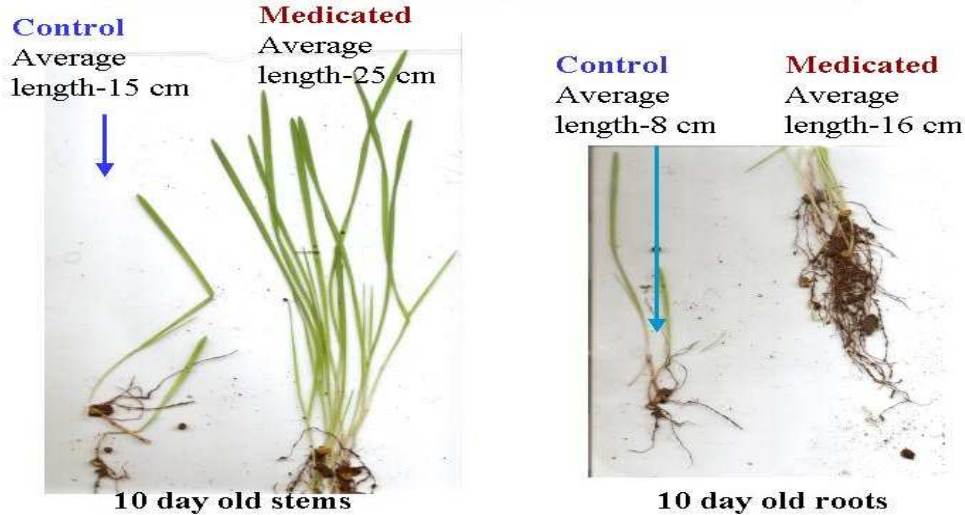 Control
Average
length-15 cm
Medicated
Average
length-25 cm
10 day old stems
Control
Average
length-8 cm
Medicated
Average
length-16 cm
10 day old roots